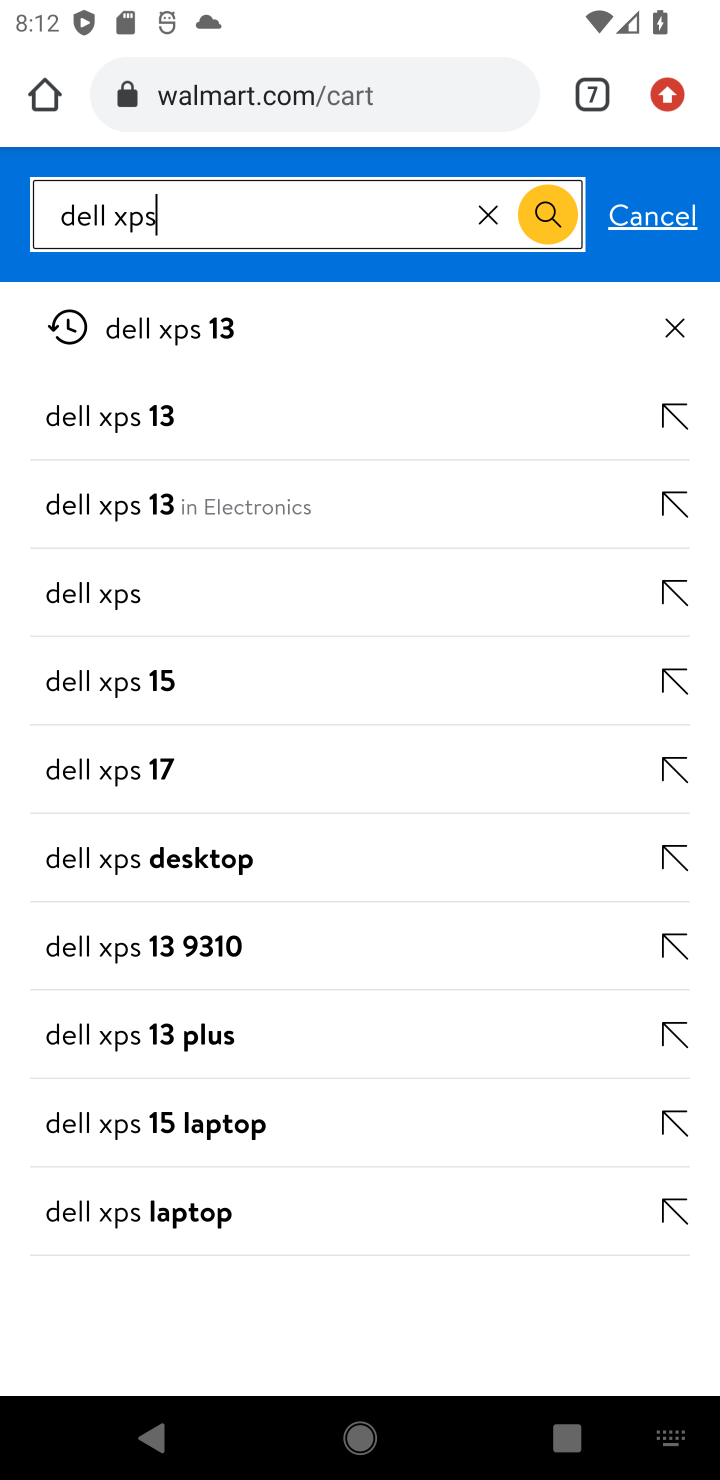 8:12
7
walmart.com/cart
dell xps
Cancel
dell xps 13
dell xps 13
dell xps 13 in Electronics
dell xps
dell xps 15
dell xps 17
dell xps desktop
dell xps 13 9310
dell xps 13 plus
dell xps 15 laptop
dell xps laptop